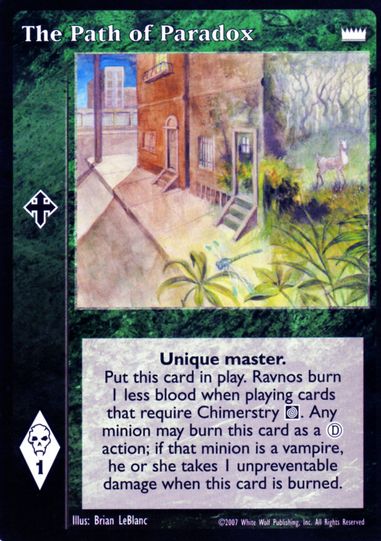 The Path of Paradox
Unique master.
Put this card in play. Ravnos burn
1 less blood when playing cards
that require Chimerstry. Any
minion may burn this card as a Ⓓ
action; if that minion is a vampire,
he or she takes 1 unpreventable
damage when this card is burned.
1
Illus: Brian LeBlanc
©2007 White Wolf Publishing, Inc. All Rights Reserved